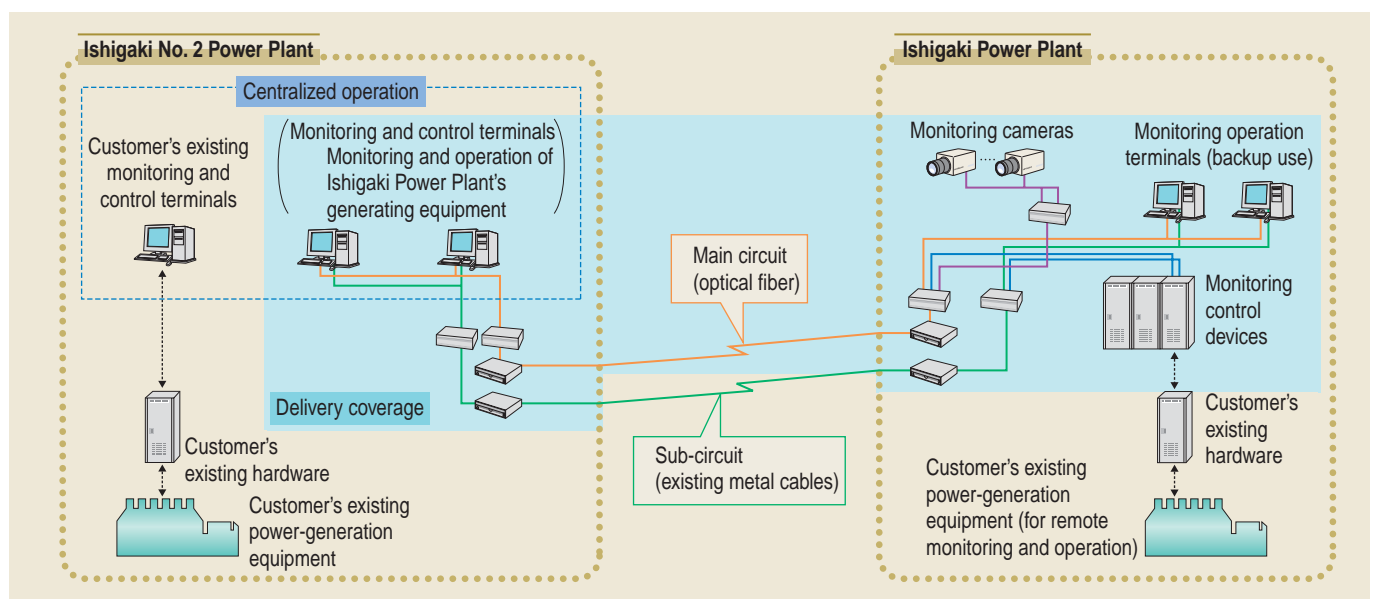 Ishigaki No. 2 Power Plant
Ishigaki Power Plant
Centralized operation
Customer's existing
monitoring and
control terminals
Monitoring and control terminals
Monitoring and operation of
Ishigaki Power Plant's
generating equipment
Monitoring cameras
Monitoring operation
terminals (backup use)
Main circuit
(optical fiber)
Monitoring
control
devices
Delivery coverage
Customer's
existing hardware
Sub-circuit
(existing metal cables)
Customer's
existing
hardware
Customer's existing
power-generation
equipment
Customer's existing
power-generation
equipment (for remote
monitoring and operation)